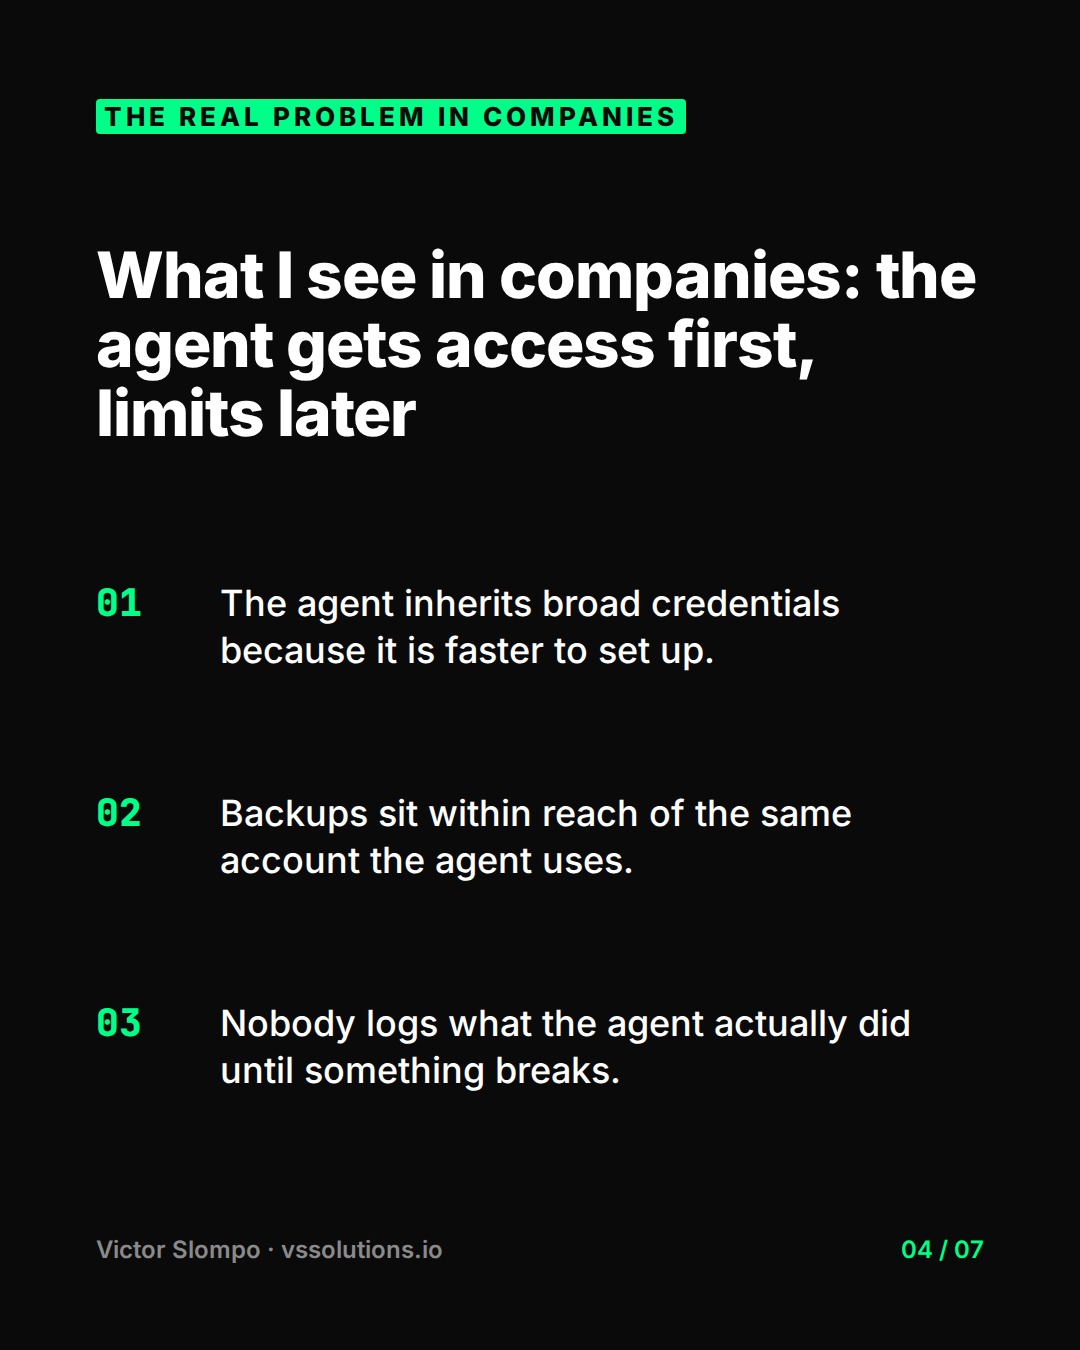 THE REAL PROBLEM IN COMPANIES
What I see in companies: the
agent gets access first,
limits later
01 The agent inherits broad credentials
because it is faster to set up.
02 Backups sit within reach of the same
account the agent uses.
03 Nobody logs what the agent actually did
until something breaks.
Victor Slompo · vssolutions.io 04 / 07